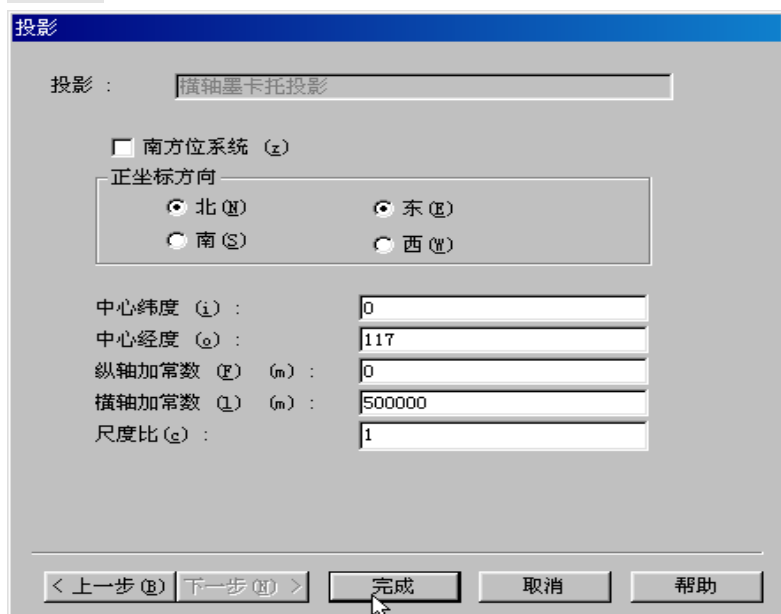 投影
投影 : 横轴墨卡托投影
南方位系统 (z)
正坐标方向
北(N) 东(E)
南(S) 西(W)
中心纬度 (i) : 0
中心经度 (o) : 117
纵轴加常数 (F) (m) : 0
横轴加常数 (l) (m) : 500000
尺度比(c) : 1
< 上一步(B) 下一步(N) > 完成 取消 帮助